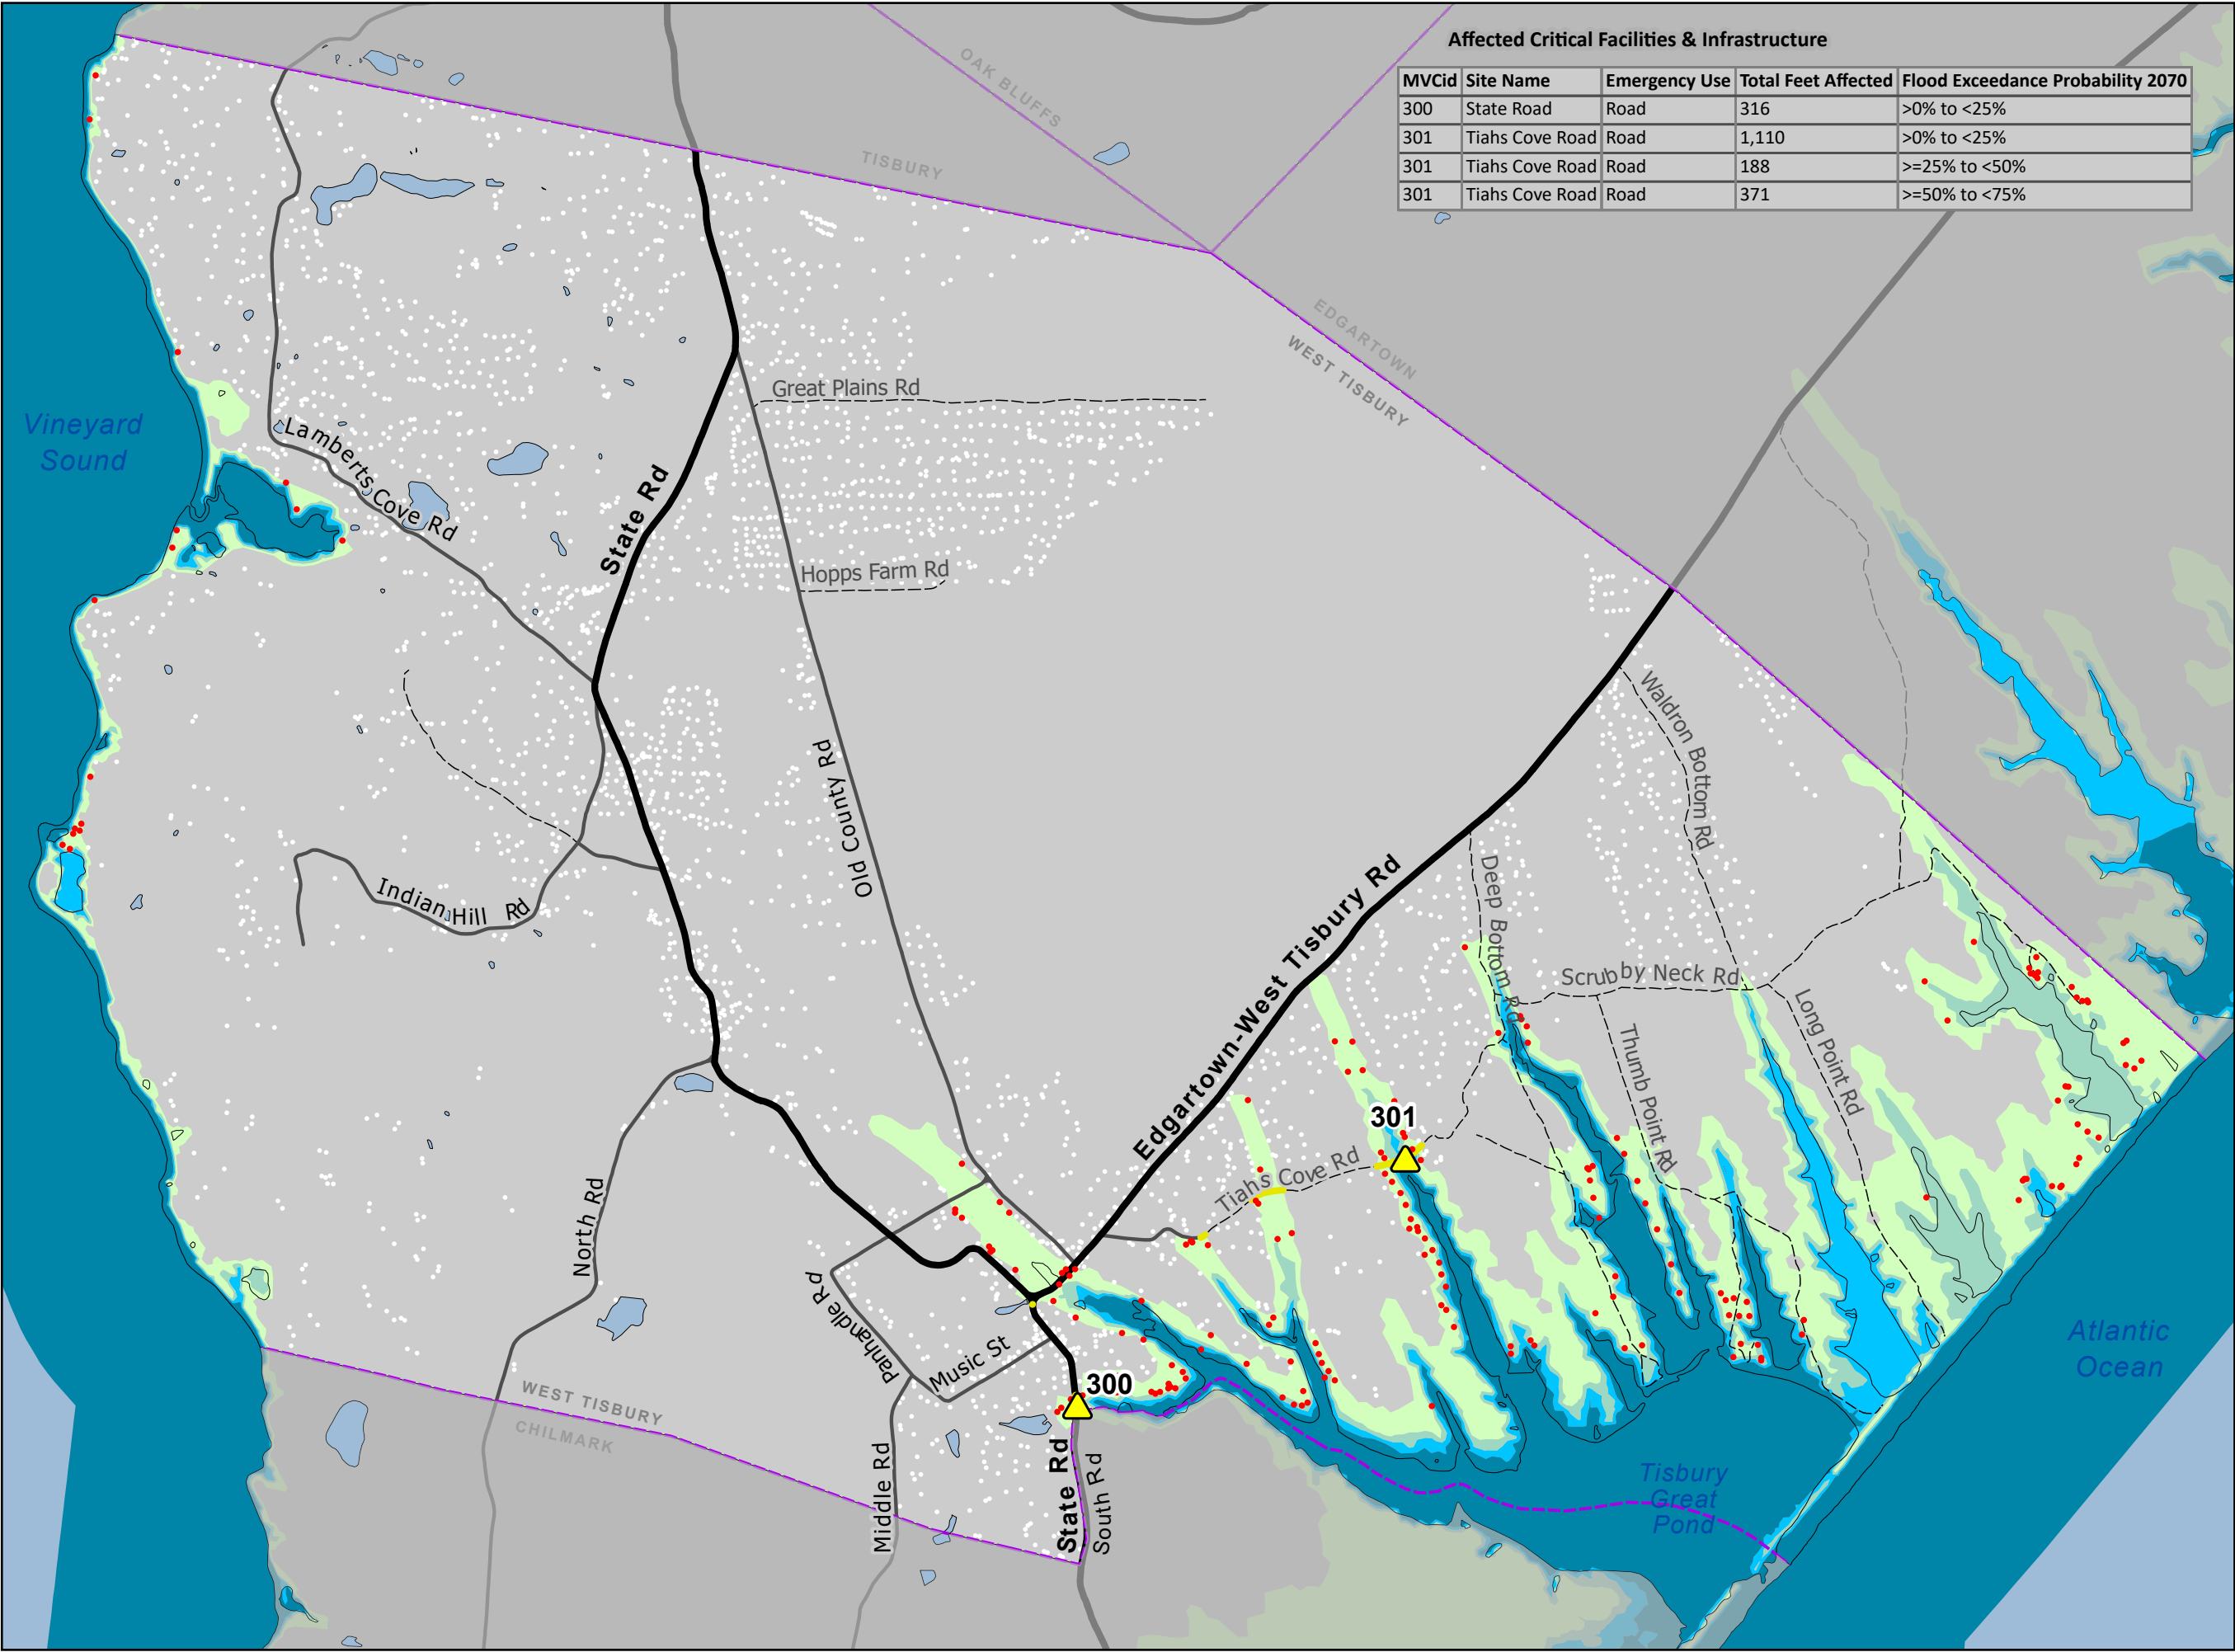 Affected Critical Facilities & Infrastructure
MVCid Site Name Emergency Use Total Feet Affected Flood Exceedance Probability 2070
300 State Road Road 316 >0% to <25%
301 Tiahs Cove Road Road 1,110 >0% to <25%
301 Tiahs Cove Road Road 188 >=25% to <50%
301 Tiahs Cove Road Road 371 >=50% to <75%
OAK BLUFFS
TISBURY
EDGARTOWN
WEST TISBURY
Vineyard
Sound
Great Plains Rd
Lamberts Cove Rd
State Rd
Hopps Farm Rd
Waldron Bottom Rd
Old County Rd
Indian Hill Rd
Edgartown-West Tisbury Rd
Deep Bottom Rd
Scrubby Neck Rd
Long Point Rd
Thumb Point Rd
301
Tiahs Cove Rd
North Rd
Panhandle Rd
Music St
300
WEST TISBURY
CHILMARK
Middle Rd
State Rd
South Rd
Atlantic
Ocean
Tisbury
Great
Pond